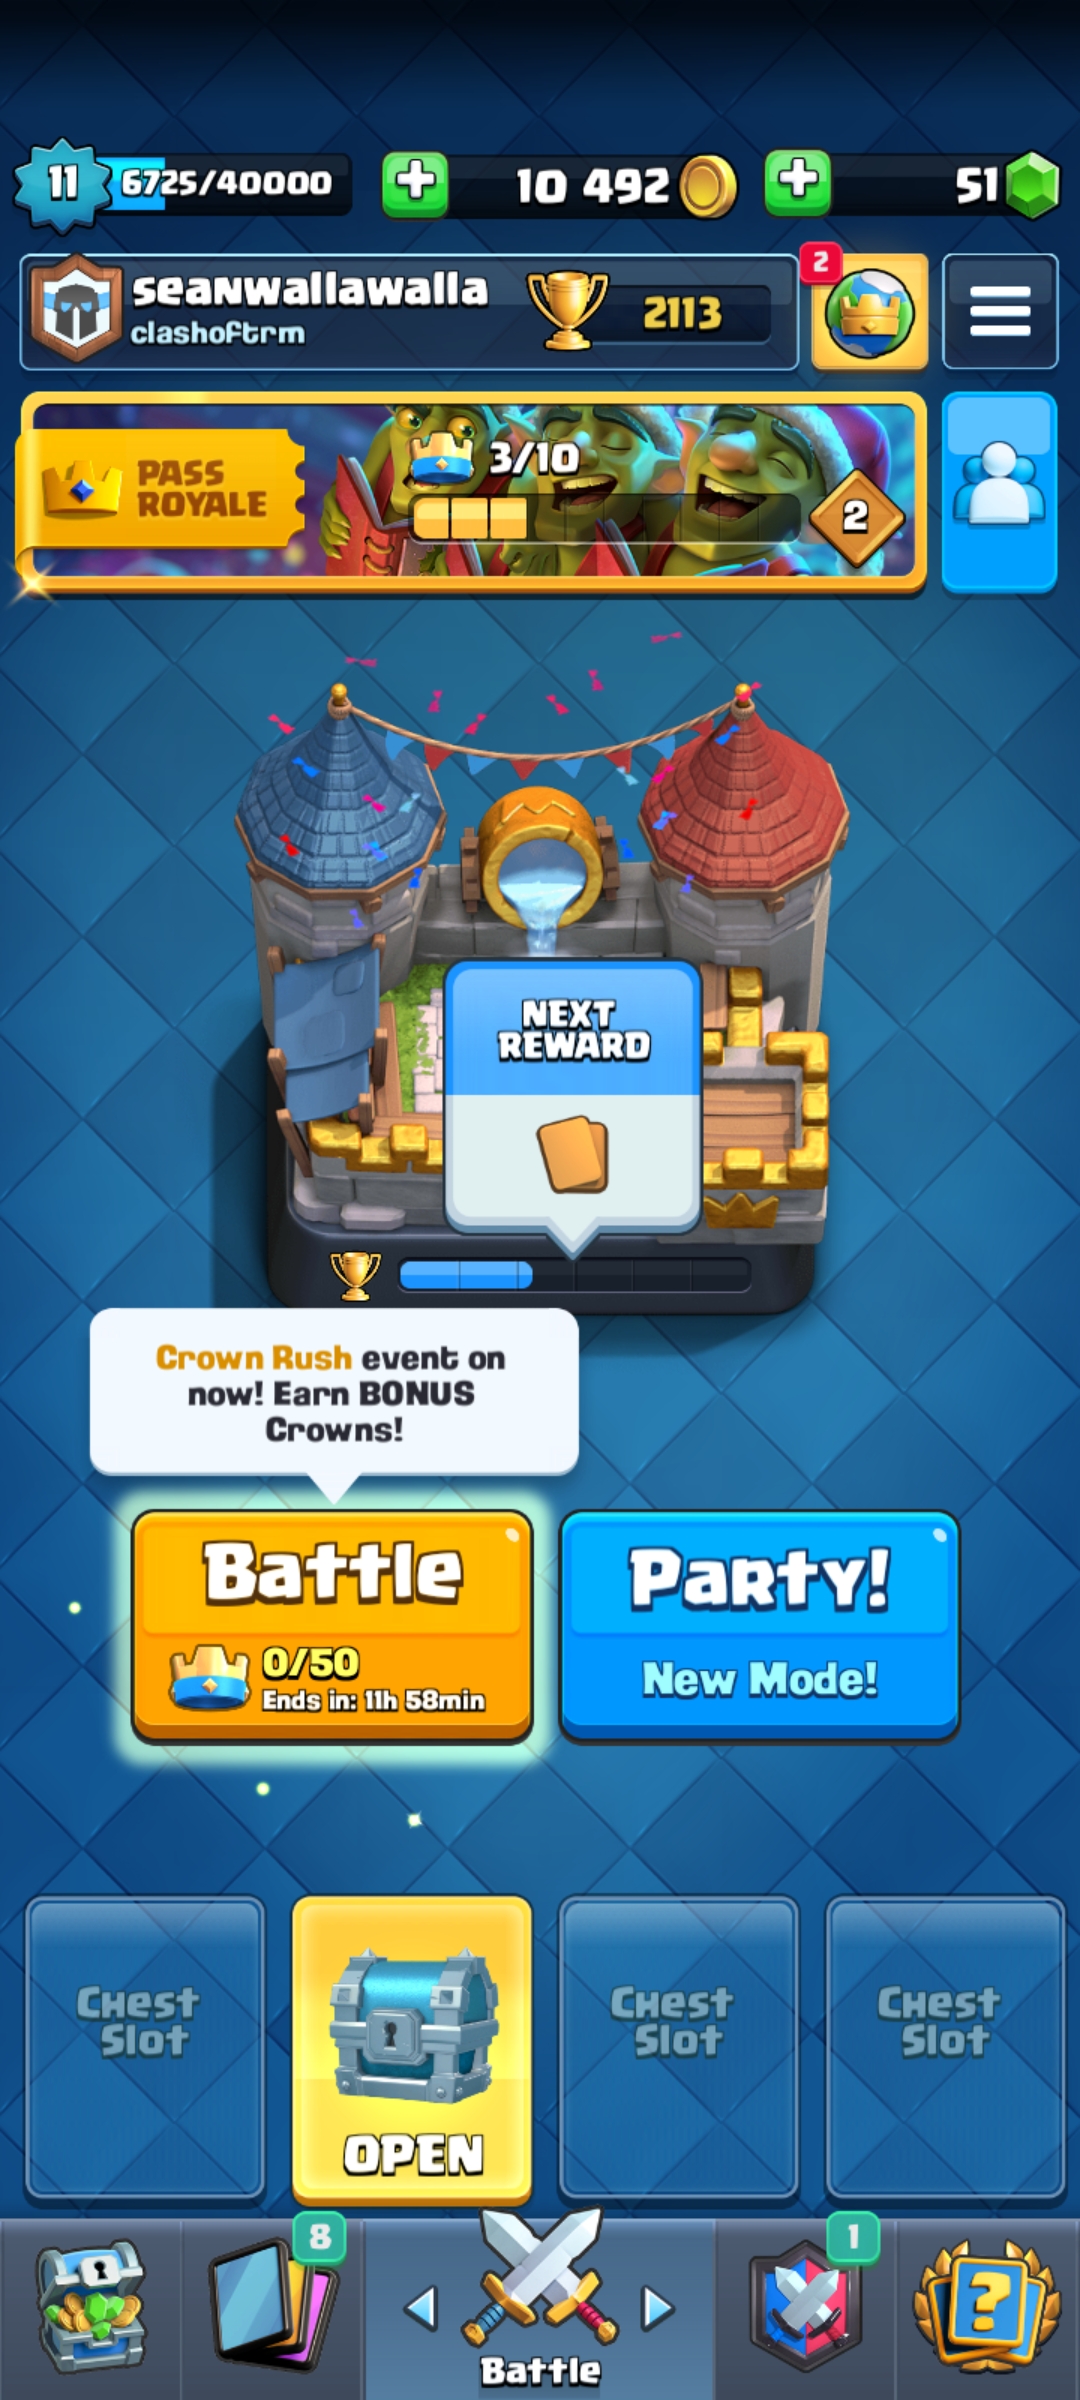 11
6725/40000
10 492
51
seanwallawalla
clashoftrm
2113
2
PASS
ROYALE
3/10
2
NEXT
REWARD
Crown Rush event on
now! Earn BONUS
Crowns!
Battle
0/50
Ends in: 11h 58min
Party!
New Mode!
Chest
Slot
OPEN
Chest
Slot
Chest
Slot
8
Battle
1
?